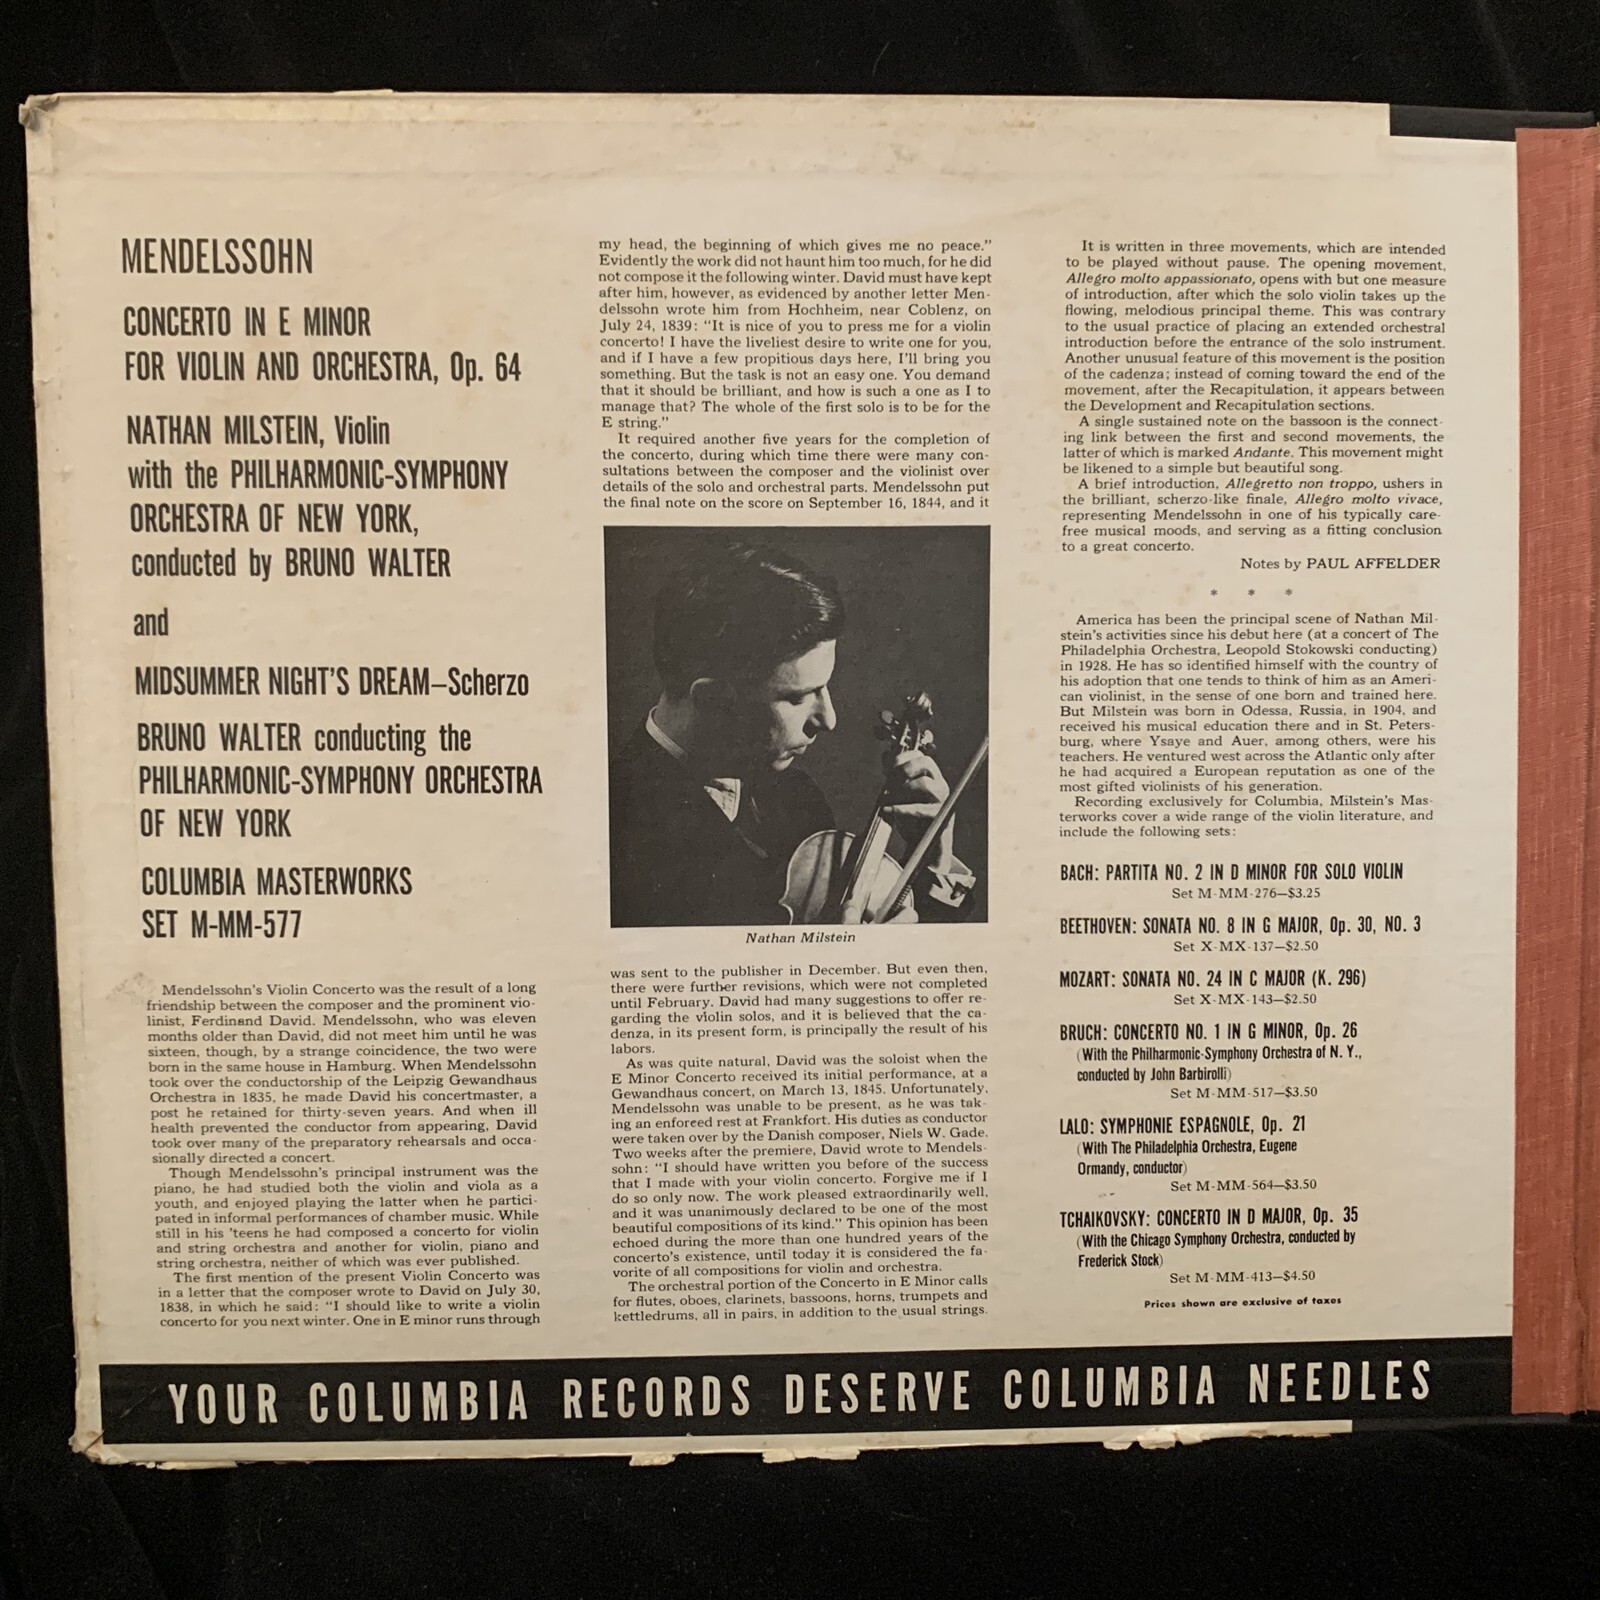 MENDELSSOHN
CONCERTO IN E MINOR
FOR VIOLIN AND ORCHESTRA, Op. 64
NATHAN MILSTEIN, Violin
with the PHILHARMONIC-SYMPHONY
ORCHESTRA OF NEW YORK,
conducted by BRUNO WALTER
and
MIDSUMMER NIGHT'S DREAM—Scherzo
BRUNO WALTER conducting the
PHILHARMONIC-SYMPHONY ORCHESTRA
OF NEW YORK
COLUMBIA MASTERWORKS
SET M-MM-577
Mendelssohn's Violin Concerto was the result of a long
friendship between the composer and the prominent vio-
linist, Ferdinand David. Mendelssohn, who was eleven
months older than David, did not meet him until he was
sixteen, though, by a strange coincidence, the two were
born in the same house in Hamburg. When Mendelssohn
took over the conductorship of the Leipzig Gewandhaus
Orchestra in 1835, he made David his concertmaster, a
post he retained for thirty-seven years. And when ill
health prevented the conductor from appearing, David
took over many of the preparatory rehearsals and occa-
sionally directed a concert.
Though Mendelssohn's principal instrument was the
piano, he had studied both the violin and viola as a
youth, and enjoyed playing the latter when he partici-
pated in informal performances of chamber music. While
still in his 'teens he had composed a concerto for violin
and string orchestra and another for violin, piano and
string orchestra, neither of which was ever published.
The first mention of the present Violin Concerto was
in a letter that the composer wrote to David on July 30,
1838, in which he said: "I should like to write a violin
concerto for you next winter. One in E minor runs through
my head, the beginning of which gives me no peace."
Evidently the work did not haunt him too much, for he did
not compose it the following winter. David must have kept
after him, however, as evidenced by another letter Men-
delssohn wrote him from Hochheim, near Coblenz, on
July 24, 1839: "It is nice of you to press me for a violin
concerto! I have the liveliest desire to write one for you,
and if I have a few propitious days here, I'll bring you
something. But the task is not an easy one. You demand
that it should be brilliant, and how is such a one as I to
manage that? The whole of the first solo is to be for the
E string."
It required another five years for the completion of
the concerto, during which time there were many con-
sultations between the composer and the violinist over
details of the solo and orchestral parts. Mendelssohn put
the final note on the score on September 16, 1844, and it
Nathan Milstein
was sent to the publisher in December. But even then,
there were further revisions, which were not completed
until February. David had many suggestions to offer re-
garding the violin solos, and it is believed that the ca-
denza, in its present form, is principally the result of his
labors.
As was quite natural, David was the soloist when the
E Minor Concerto received its initial performance, at a
Gewandhaus concert, on March 13, 1845. Unfortunately,
Mendelssohn was unable to be present, as he was tak-
ing an enforced rest at Frankfort. His duties as conductor
were taken over by the Danish composer, Niels W. Gade.
Two weeks after the premiere, David wrote to Mendels-
sohn: "I should have written you before of the success
that I made with your violin concerto. Forgive me if I
do so only now. The work pleased extraordinarily well,
and it was unanimously declared to be one of the most
beautiful compositions of its kind." This opinion has been
echoed during the more than one hundred years of the
concerto's existence, until today it is considered the fa-
vorite of all compositions for violin and orchestra.
The orchestral portion of the Concerto in E Minor calls
for flutes, oboes, clarinets, bassoons, horns, trumpets and
kettledrums, all in pairs, in addition to the usual strings.
It is written in three movements, which are intended
to be played without pause. The opening movement,
Allegro molto appassionato, opens with but one measure
of introduction, after which the solo violin takes up the
flowing, melodious principal theme. This was contrary
to the usual practice of placing an extended orchestral
introduction before the entrance of the solo instrument.
Another unusual feature of this movement is the position
of the cadenza; instead of coming toward the end of the
movement, after the Recapitulation, it appears between
the Development and Recapitulation sections.
A single sustained note on the bassoon is the connect-
ing link between the first and second movements, the
latter of which is marked Andante. This movement might
be likened to a simple but beautiful song.
A brief introduction, Allegretto non troppo, ushers in
the brilliant, scherzo-like finale, Allegro molto vivace,
representing Mendelssohn in one of his typically care-
free musical moods, and serving as a fitting conclusion
to a great concerto.
Notes by PAUL AFFELDER
* * *
America has been the principal scene of Nathan Mil-
stein's activities since his debut here (at a concert of The
Philadelphia Orchestra, Leopold Stokowski conducting)
in 1928. He has so identified himself with the country of
his adoption that one tends to think of him as an Ameri-
can violinist, in the sense of one born and trained here.
But Milstein was born in Odessa, Russia, in 1904, and
received his musical education there and in St. Peters-
burg, where Ysaye and Auer, among others, were his
teachers. He ventured west across the Atlantic only after
he had acquired a European reputation as one of the
most gifted violinists of his generation.
Recording exclusively for Columbia, Milstein's Mas-
terworks cover a wide range of the violin literature, and
include the following sets:
BACH: PARTITA NO. 2 IN D MINOR FOR SOLO VIOLIN
Set M-MM-276—$3.25
BEETHOVEN: SONATA NO. 8 IN G MAJOR, Op. 30, NO. 3
Set X-MX-137—$2.50
MOZART: SONATA NO. 24 IN C MAJOR (K. 296)
Set X-MX-143—$2.50
BRUCH: CONCERTO NO. 1 IN G MINOR, Op. 26
(With the Philharmonic-Symphony Orchestra of N. Y.,
conducted by John Barbirolli)
Set M-MM-517—$3.50
LALO: SYMPHONIE ESPAGNOLE, Op. 21
(With The Philadelphia Orchestra, Eugene
Ormandy, conductor)
Set M-MM-564—$3.50
TCHAIKOVSKY: CONCERTO IN D MAJOR, Op. 35
(With the Chicago Symphony Orchestra, conducted by
Frederick Stock)
Set M-MM-413—$4.50
Prices shown are exclusive of taxes
YOUR COLUMBIA RECORDS DESERVE COLUMBIA NEEDLES